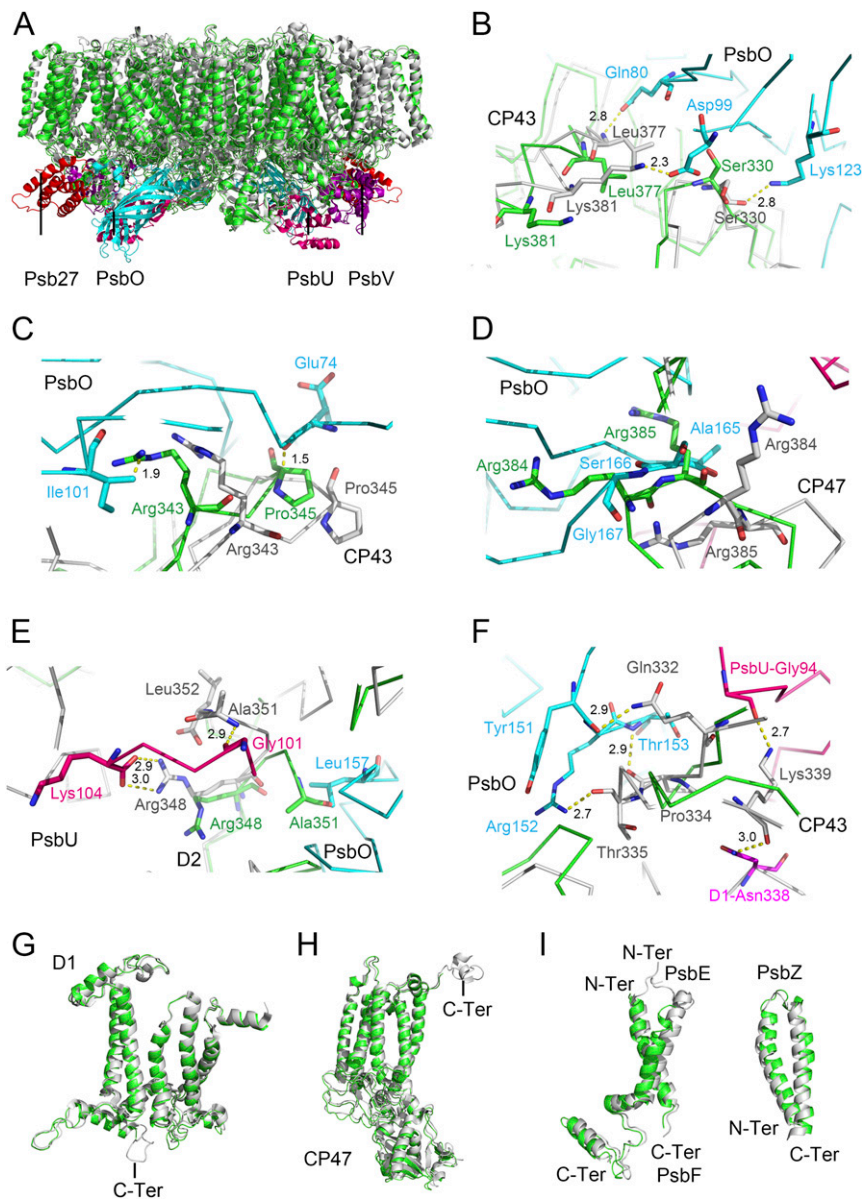 A
Psb27
PsbO
PsbU
PsbV
B
PsbO
Gln80
Asp99
CP43
2.8
Leu377
2.3
Ser330
Lys123
Leu377
Lys381
Ser330
2.8
Lys381
C
Glu74
PsbO
1.9
1.5
Ile101
Arg343
Pro345
Pro345
Arg343
CP43
D
PsbO
Arg385
Ala165
Arg384
Arg384
Ser166
CP47
Gly167
Arg385
E
Leu352
Ala351
2.9
Gly101
2.9
3.0
Leu157
Lys104
Arg348
PsbU
Arg348
Ala351
D2
PsbO
F
Gln332
PsbU-Gly94
Tyr151
2.9
2.7
2.9
Thr153
PsbO
Lys339
Pro334
CP43
Arg152
2.7
3.0
Thr335
D1-Asn338
G
D1
C-Ter
H
C-Ter
CP47
I
N-Ter
N-Ter
PsbE
PsbZ
N-Ter
C-Ter
C-Ter
PsbF
C-Ter